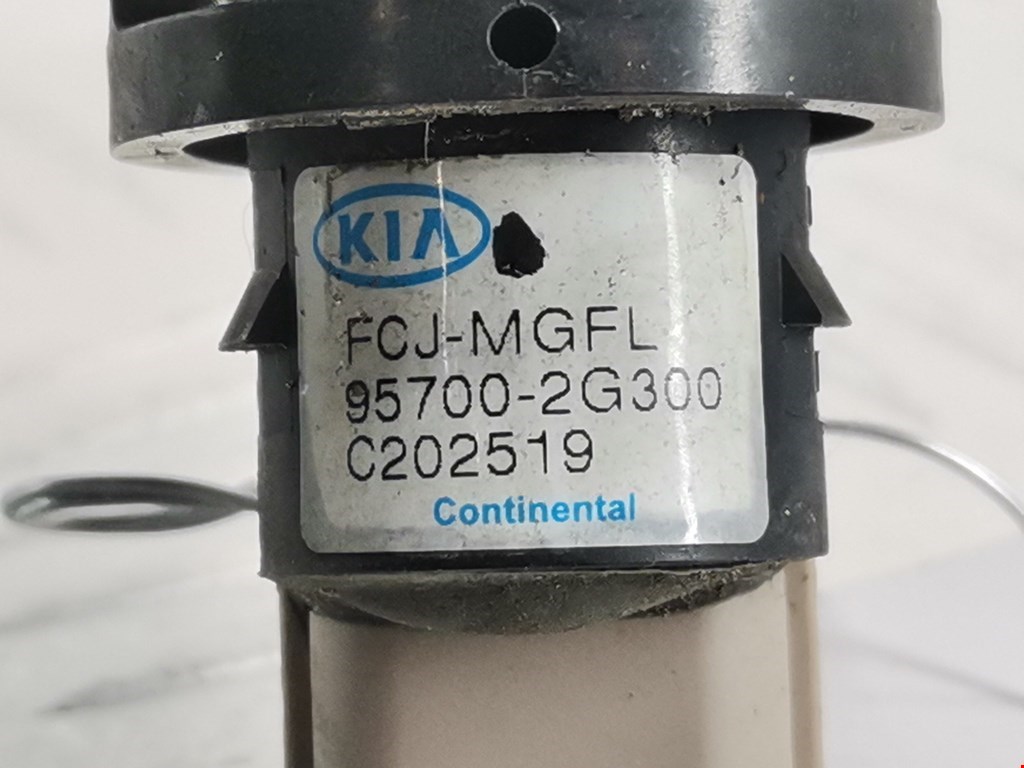 KIA
FCJ-MGFL
95700-2G300
C202519
Continental